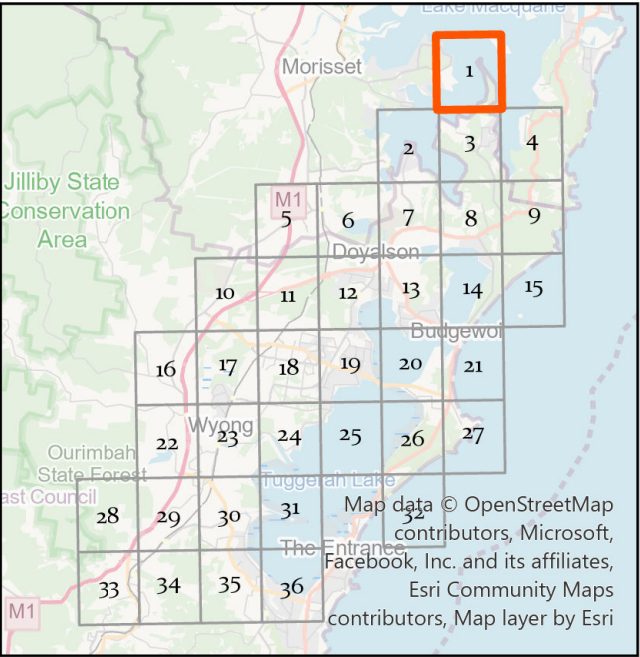 Lake Macquarie
Morisset
1
2
3
4
Jilliby State
Conservation
Area
M1
5
6
7
8
9
Doyalson
10
11
12
13
14
15
Budgewoi
16
17
18
19
20
21
Wyong
22
23
24
25
26
27
Ourimbah
State Forest
ast Council
Tuggerah Lake
28
29
30
31
32
Map data © OpenStreetMap
contributors, Microsoft,
The Entrance
Facebook, Inc. and its affiliates,
Esri Community Maps
contributors, Map layer by Esri
33
34
35
36
M1